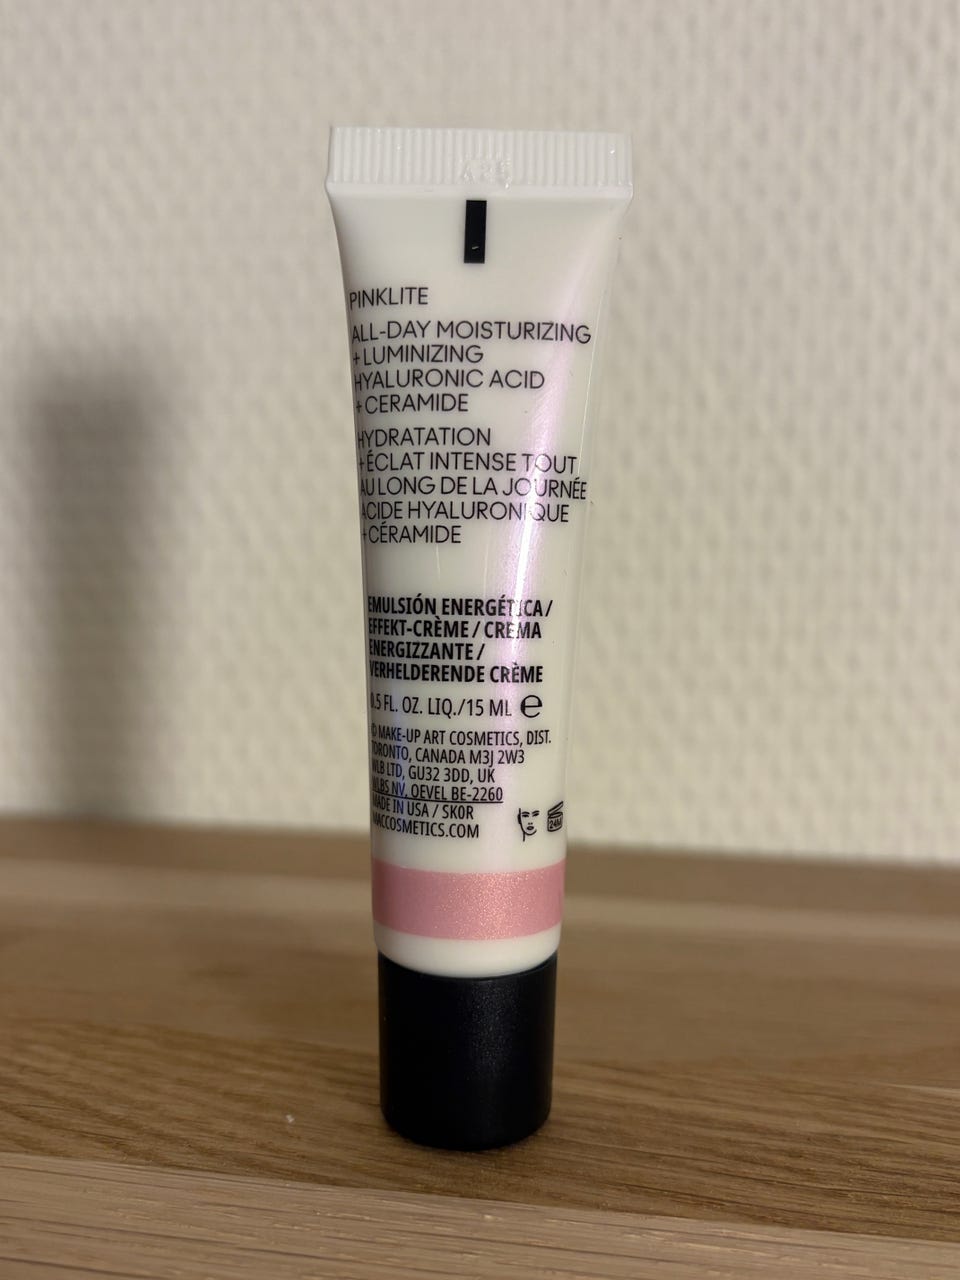 PINKLITE
ALL-DAY MOISTURIZING
+ LUMINIZING
HYALURONIC ACID
+ CERAMIDE
HYDRATATION
+ ÉCLAT INTENSE TOUT
AU LONG DE LA JOURNÉE
ACIDE HYALURONIQUE
+ CÉRAMIDE
EMULSIÓN ENERGÉTICA /
EFFEKT-CRÈME / CREMA
ENERGIZZANTE /
VERHELDERENDE CRÈME
0.5 FL. OZ. LIQ./15 ML ℮
© MAKE-UP ART COSMETICS, DIST.
TORONTO, CANADA M3J 2W3
WLB LTD, GU32 3DD, UK
WLBS NV, OEVEL BE-2260
MADE IN USA / SK0R
MACCOSMETICS.COM
24M